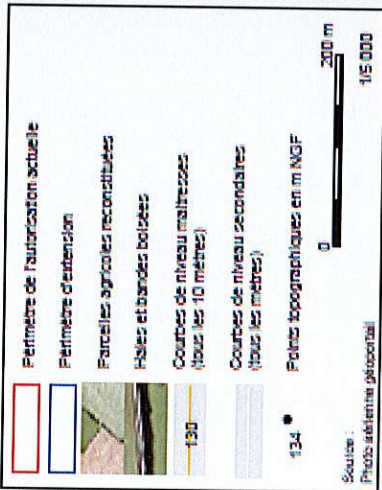 Périmètre de l'autorisation actuelle
Périmètre d'extension
Parcelles agricoles reconstituées
Haies et bandes boisées
130
Courbes de niveau maîtresses
(tous les 10 mètres)
Courbes de niveau secondaires
(tous les mètres)
134
Points topographiques en m NGF
0 200 m
Source :
Photo aérienne géoportail
1/5 000